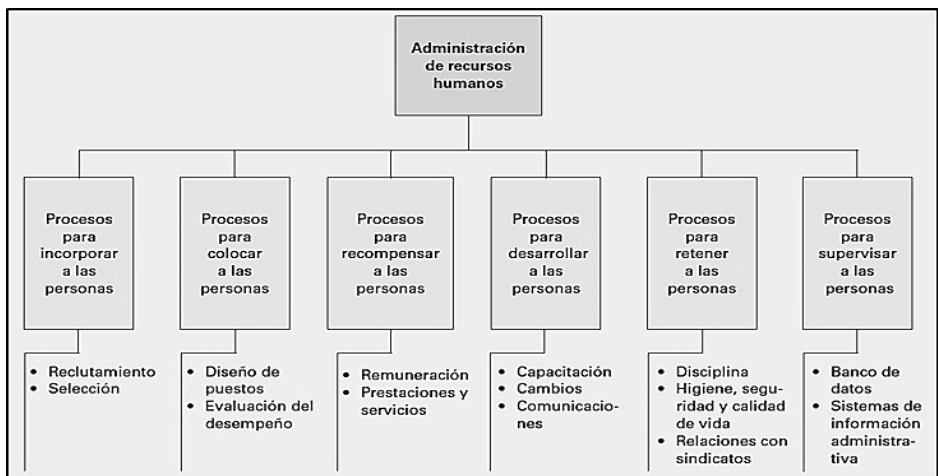 Administración
de recursos
humanos
Procesos
para
incorporar
a las
personas
Procesos
para
colocar
a las
personas
Procesos
para
recompensar
a las
personas
Procesos
para
desarrollar
a las
personas
Procesos
para
retener
a las
personas
Procesos
para
supervisar
a las
personas
• Reclutamiento
• Selección
• Diseño de
puestos
• Evaluación del
desempeño
• Remuneración
• Prestaciones y
servicios
• Capacitación
• Cambios
• Comunicacio-
nes
• Disciplina
• Higiene, segu-
ridad y calidad
de vida
• Relaciones con
sindicatos
• Banco de
datos
• Sistemas de
información
administra-
tiva